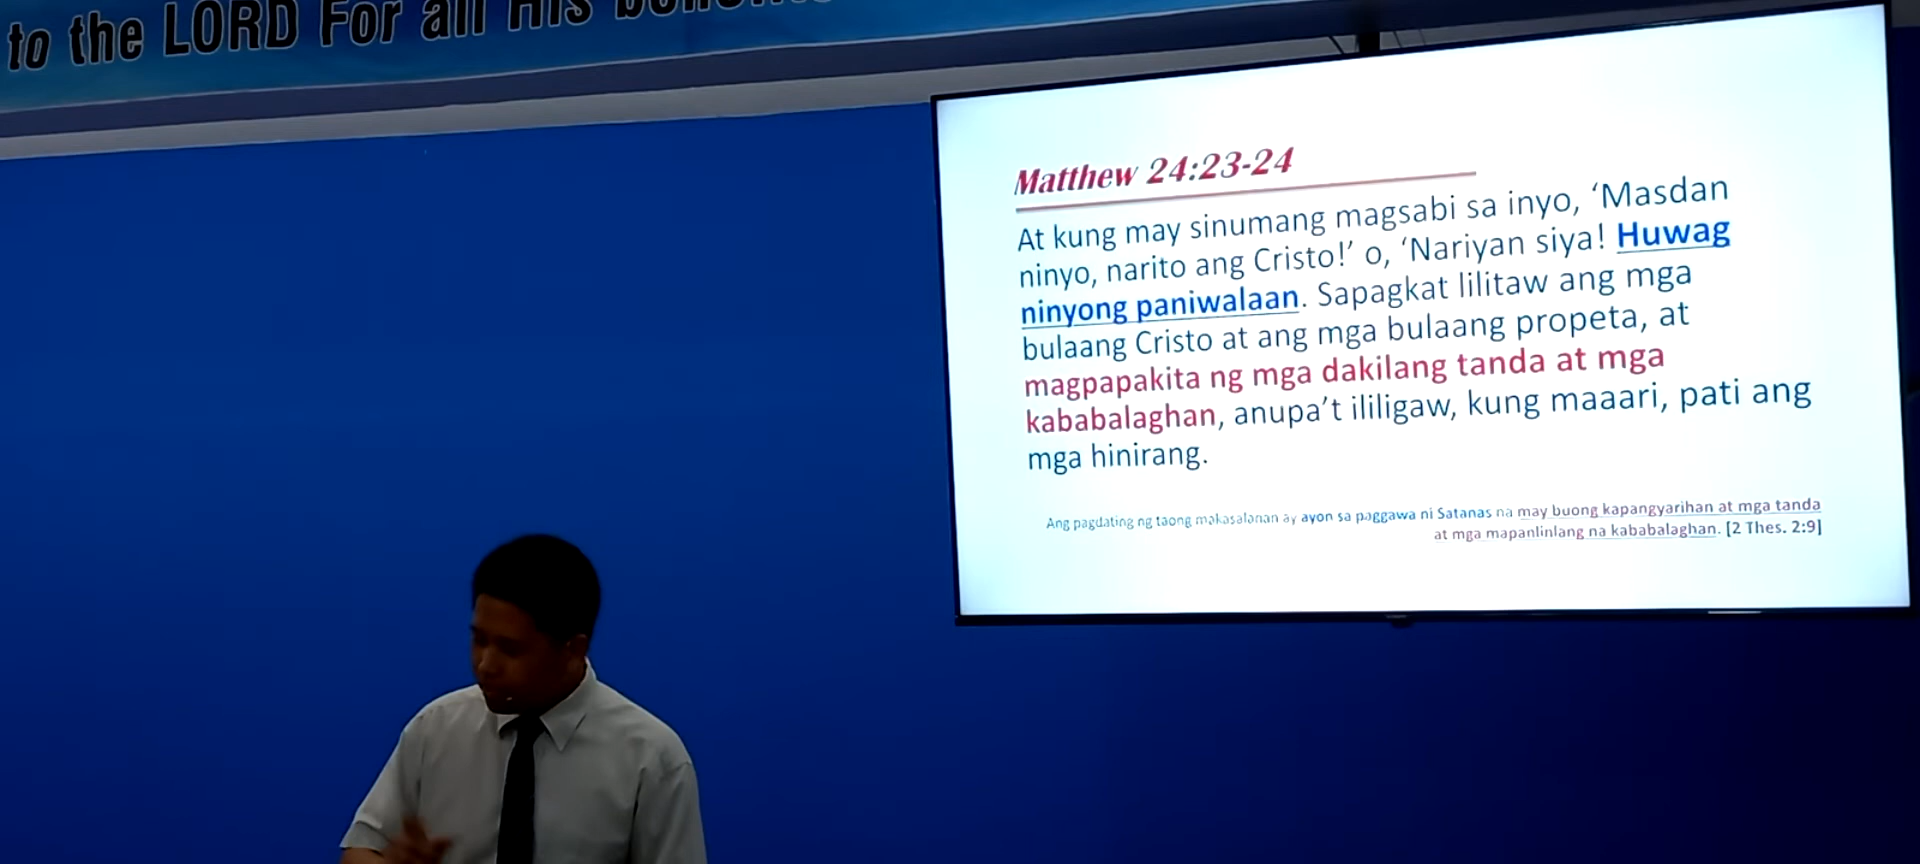 to the LORD For all His
Matthew 24:23-24
At kung may sinumang magsabi sa inyo, ‘Masdan
ninyo, narito ang Cristo!’ o, ‘Nariyan siya! Huwag
ninyong paniwalaan. Sapagkat lilitaw ang mga
bulaang Cristo at ang mga bulaang propeta, at
magpapakita ng mga dakilang tanda at mga
kababalaghan, anupa’t ililigaw, kung maaari, pati ang
mga hinirang.
Ang pagdating ng taong makasalanan ay ayon sa paggawa ni Satanas na may buong kapangyarihan at mga tanda
at mga mapanlinlang na kababalaghan. [2 Thes. 2:9]